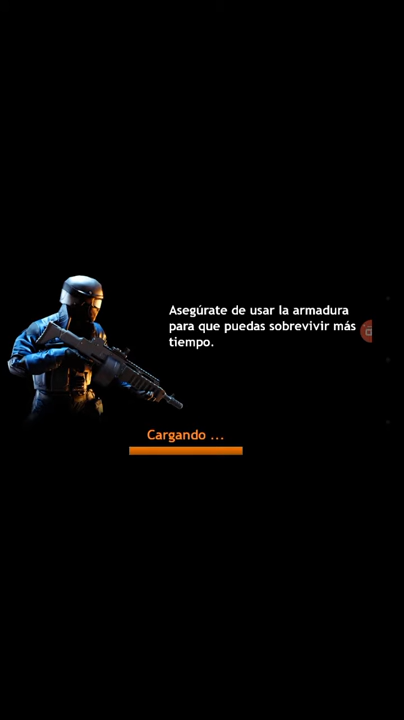 Asegúrate de usar la armadura
para que puedas sobrevivir más
tiempo.
Cargando ...